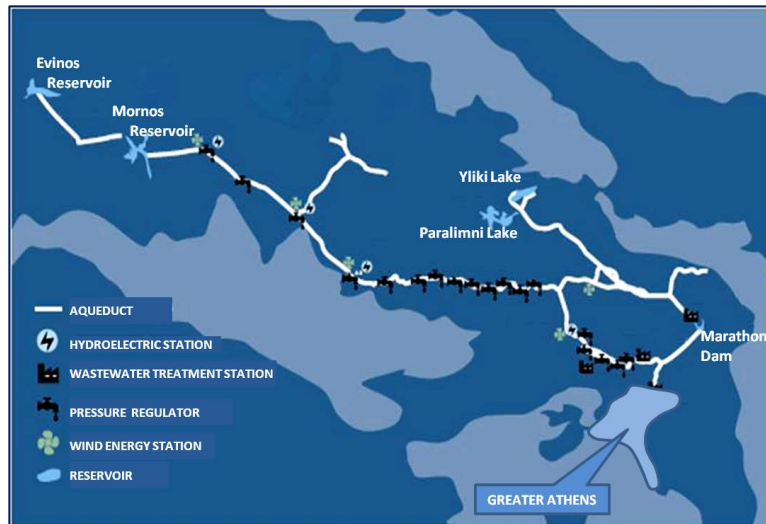 Evinos
Reservoir
Mornos
Reservoir
Yliki Lake
Paralimni Lake
Marathon
Dam
AQUEDUCT
HYDROELECTRIC STATION
WASTEWATER TREATMENT STATION
PRESSURE REGULATOR
WIND ENERGY STATION
RESERVOIR
GREATER ATHENS